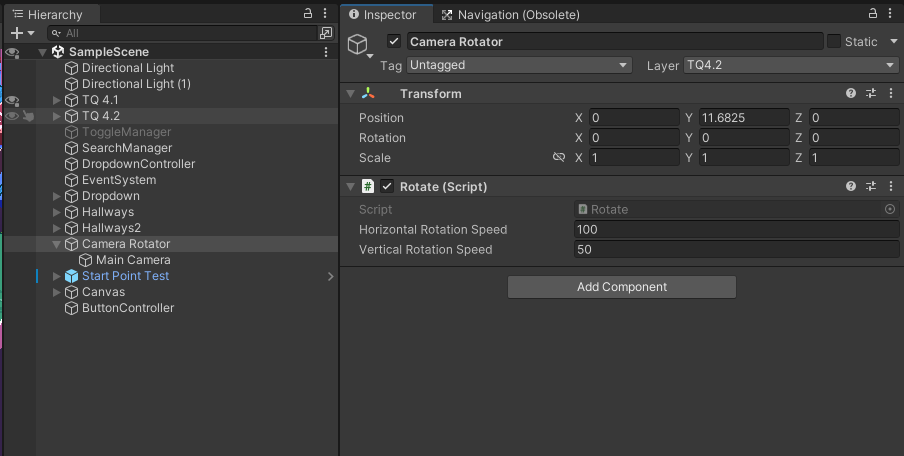 Hierarchy
All
SampleScene
Directional Light
Directional Light (1)
TQ 4.1
TQ 4.2
ToggleManager
SearchManager
DropdownController
EventSystem
Dropdown
Hallways
Hallways2
Camera Rotator
Main Camera
Start Point Test
Canvas
ButtonController
Inspector Navigation (Obsolete)
Camera Rotator Static
Tag Untagged Layer TQ4.2
Transform
Position X 0 Y 11.6825 Z 0
Rotation X 0 Y 0 Z 0
Scale X 1 Y 1 Z 1
# Rotate (Script)
Script # Rotate
Horizontal Rotation Speed 100
Vertical Rotation Speed 50
Add Component